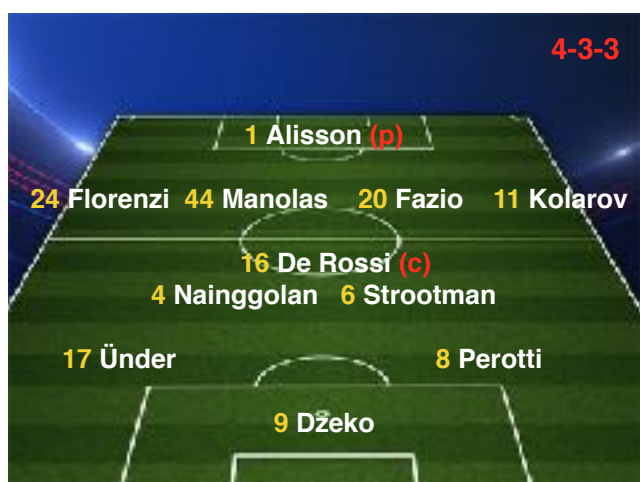 4-3-3
1 Alisson (p)
24 Florenzi 44 Manolas 20 Fazio 11 Kolarov
16 De Rossi (c)
4 Nainggolan 6 Strootman
17 Ünder 8 Perotti
9 Dzeko